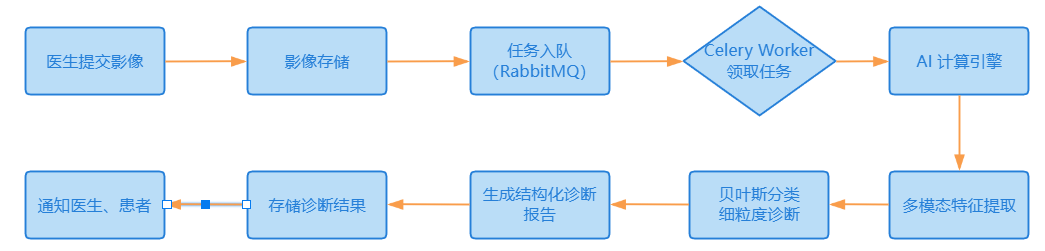 医生提交影像
影像存储
任务入队
（RabbitMQ）
Celery Worker
领取任务
AI 计算引擎
通知医生、患者
存储诊断结果
生成结构化诊断
报告
贝叶斯分类
细粒度诊断
多模态特征提取